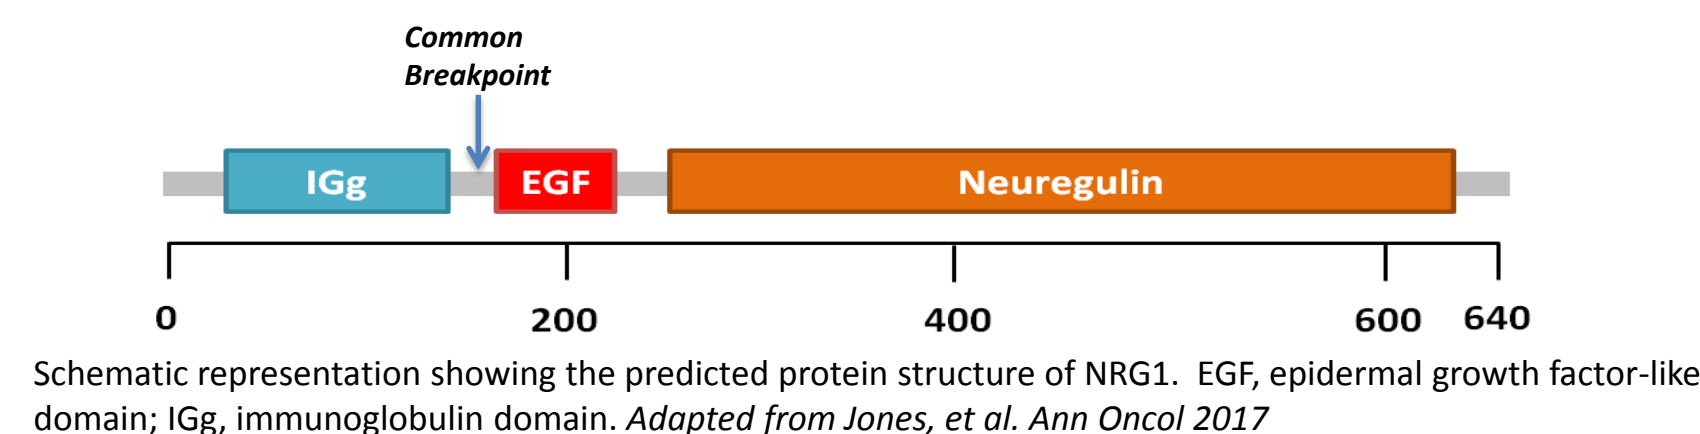 Common
Breakpoint
IGg EGF Neuregulin
0 200 400 600 640
Schematic representation showing the predicted protein structure of NRG1. EGF, epidermal growth factor-like
domain; IGg, immunoglobulin domain. Adapted from Jones, et al. Ann Oncol 2017